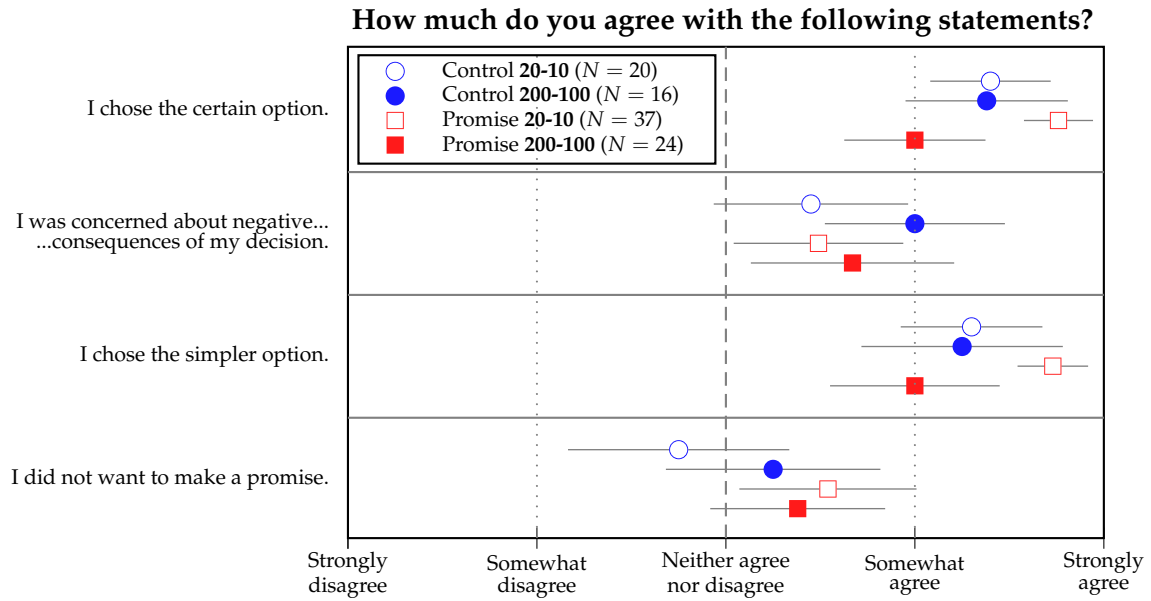 How much do you agree with the following statements?
Control 20-10 (N = 20)
Control 200-100 (N = 16)
Promise 20-10 (N = 37)
Promise 200-100 (N = 24)
I chose the certain option.
I was concerned about negative...
...consequences of my decision.
I chose the simpler option.
I did not want to make a promise.
Strongly
disagree
Somewhat
disagree
Neither agree
nor disagree
Somewhat
agree
Strongly
agree